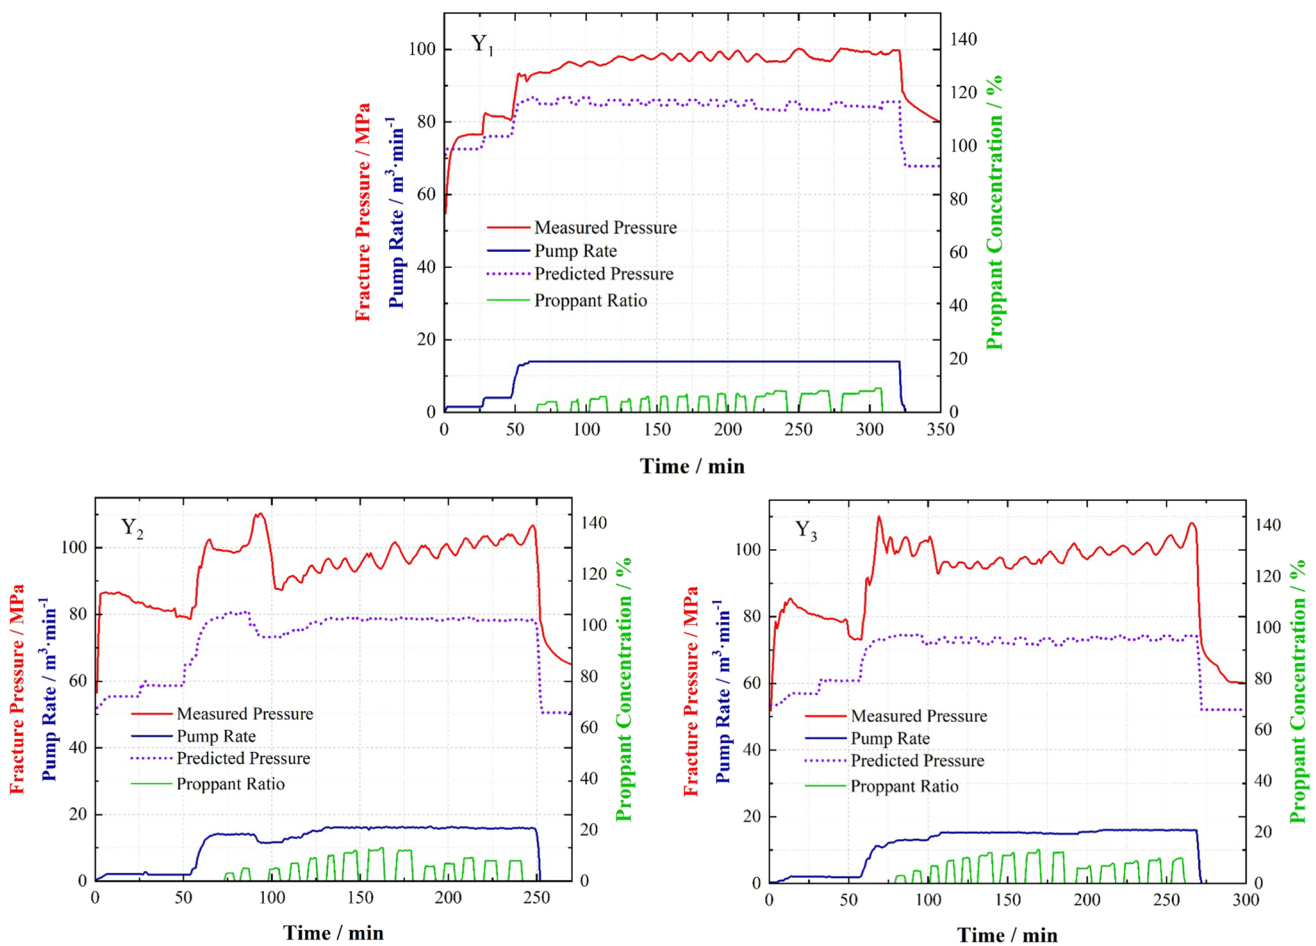 Y1
Fracture Pressure / MPa
Pump Rate / m³·min⁻¹
100
80
60
40
20
0
140
120
100
80
60
40
20
0
Proppant Concentration / %
Measured Pressure
Pump Rate
Predicted Pressure
Proppant Ratio
0 50 100 150 200 250 300 350
Time / min
Y2
Fracture Pressure / MPa
Pump Rate / m³·min⁻¹
100
80
60
40
20
0
140
120
100
80
60
40
20
0
Proppant Concentration / %
Measured Pressure
Pump Rate
Predicted Pressure
Proppant Ratio
0 50 100 150 200 250
Time / min
Y3
Fracture Pressure / MPa
Pump Rate / m³·min⁻¹
100
80
60
40
20
0
140
120
100
80
60
40
20
0
Proppant Concentration / %
Measured Pressure
Pump Rate
Predicted Pressure
Proppant Ratio
0 50 100 150 200 250 300
Time / min